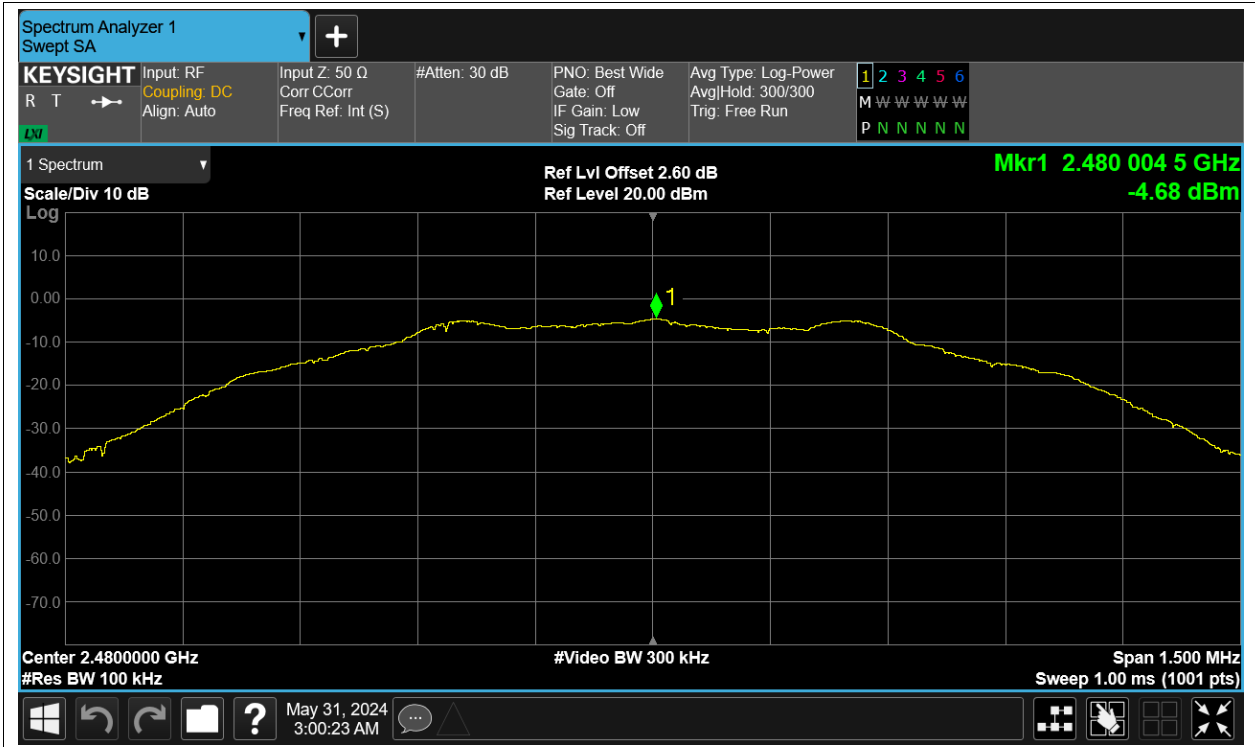 Spectrum Analyzer 1
Swept SA
KEYSIGHT
R T
LXI
Input: RF
Coupling: DC
Align: Auto
Input Z: 50 Ω
Corr CCorr
Freq Ref: Int (S)
#Atten: 30 dB
PNO: Best Wide
Gate: Off
IF Gain: Low
Sig Track: Off
Avg Type: Log-Power
Avg|Hold: 300/300
Trig: Free Run
1 2 3 4 5 6
M W W W W W W
P N N N N N N
1 Spectrum
Scale/Div 10 dB
Ref Lvl Offset 2.60 dB
Ref Level 20.00 dBm
Mkr1 2.480 004 5 GHz
-4.68 dBm
Log
10.0
0.00
-10.0
-20.0
-30.0
-40.0
-50.0
-60.0
-70.0
1
Center 2.4800000 GHz
#Res BW 100 kHz
#Video BW 300 kHz
Span 1.500 MHz
Sweep 1.00 ms (1001 pts)
?
May 31, 2024
3:00:23 AM